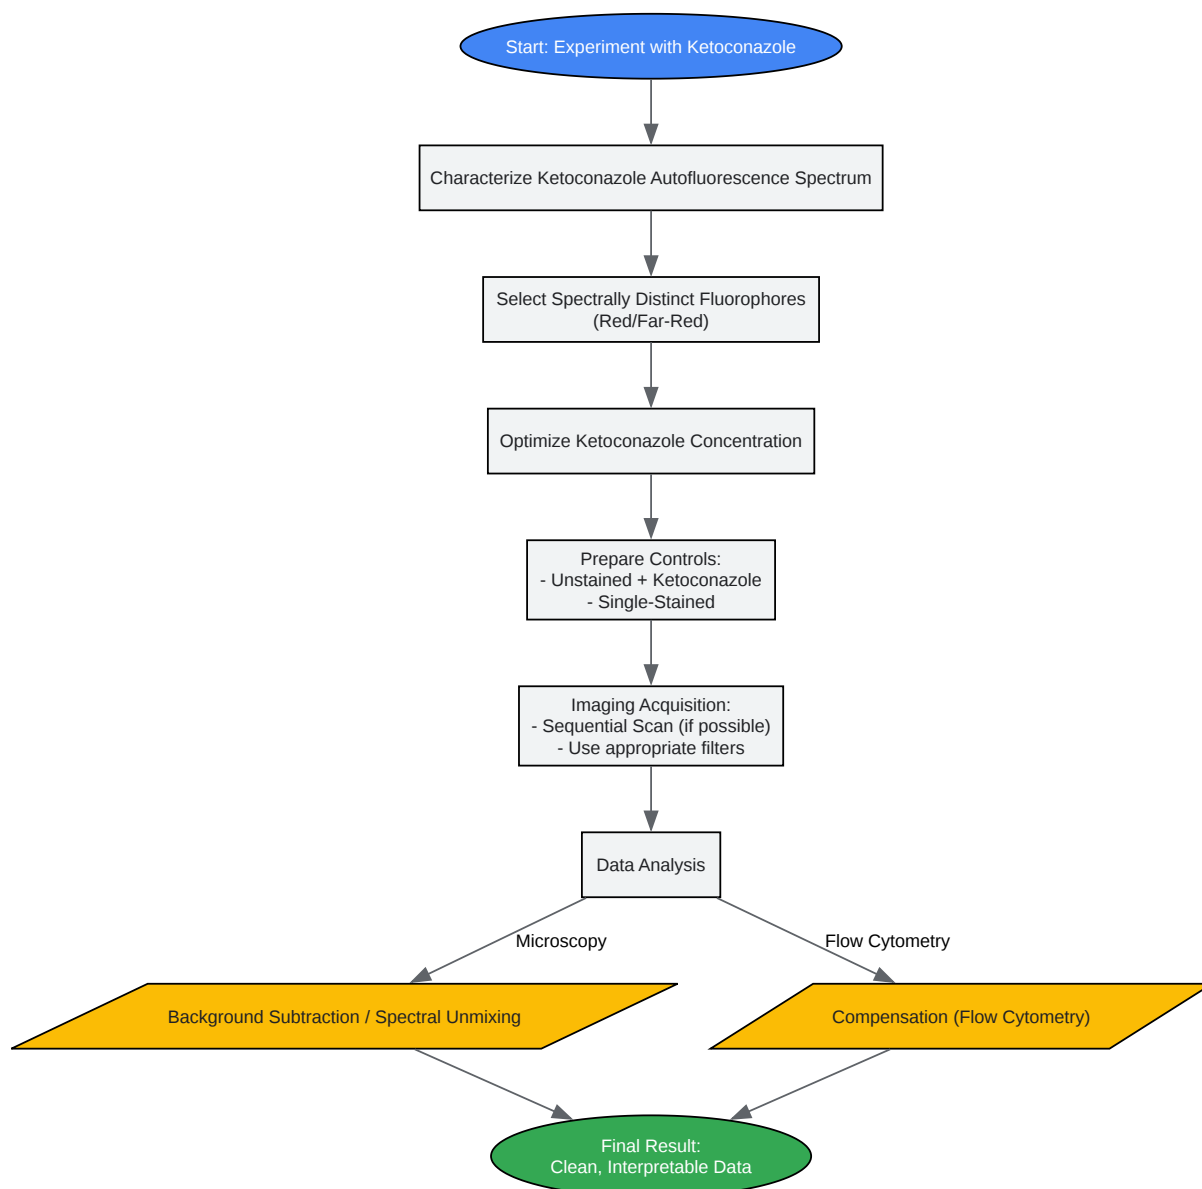 Start: Experiment with Ketoconazole
Characterize Ketoconazole Autofluorescence Spectrum
Select Spectrally Distinct Fluorophores
(Red/Far-Red)
Optimize Ketoconazole Concentration
Prepare Controls:
- Unstained + Ketoconazole
- Single-Stained
Imaging Acquisition:
- Sequential Scan (if possible)
- Use appropriate filters
Data Analysis
Microscopy
Flow Cytometry
Background Subtraction / Spectral Unmixing
Compensation (Flow Cytometry)
Final Result:
Clean, Interpretable Data